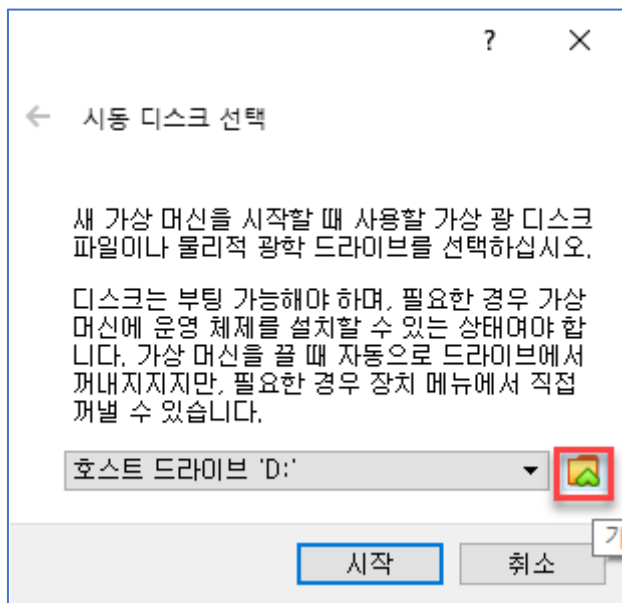 ?
시동 디스크 선택
새 가상 머신을 시작할 때 사용할 가상 광 디스크
파일이나 물리적 광학 드라이브를 선택하십시오.
디스크는 부팅 가능해야 하며, 필요한 경우 가상
머신에 운영 체제를 설치할 수 있는 상태여야 합
니다. 가상 머신을 끌 때 자동으로 드라이브에서
꺼내지지지만, 필요한 경우 장치 메뉴에서 직접
꺼낼 수 있습니다.
호스트 드라이브 'D:'
시작 취소